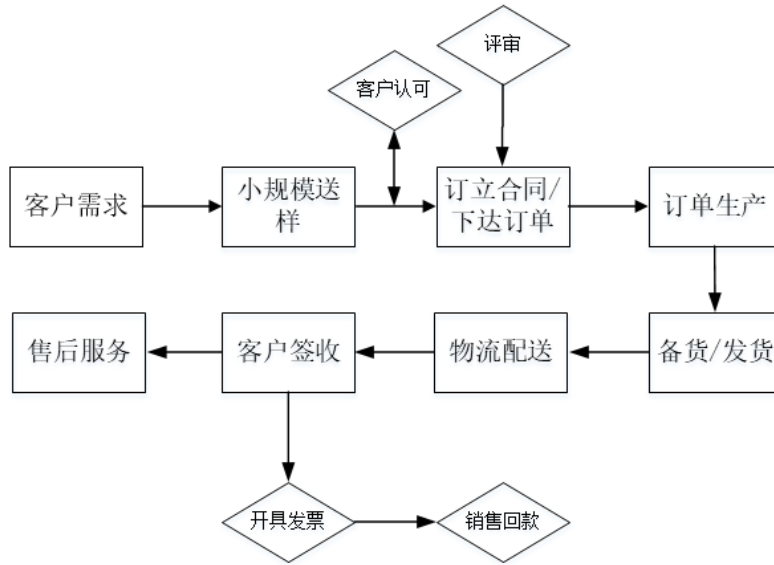 评审
客户认可
客户需求
小规模送
样
订立合同/
下达订单
订单生产
售后服务
客户签收
物流配送
备货/发货
开具发票
销售回款